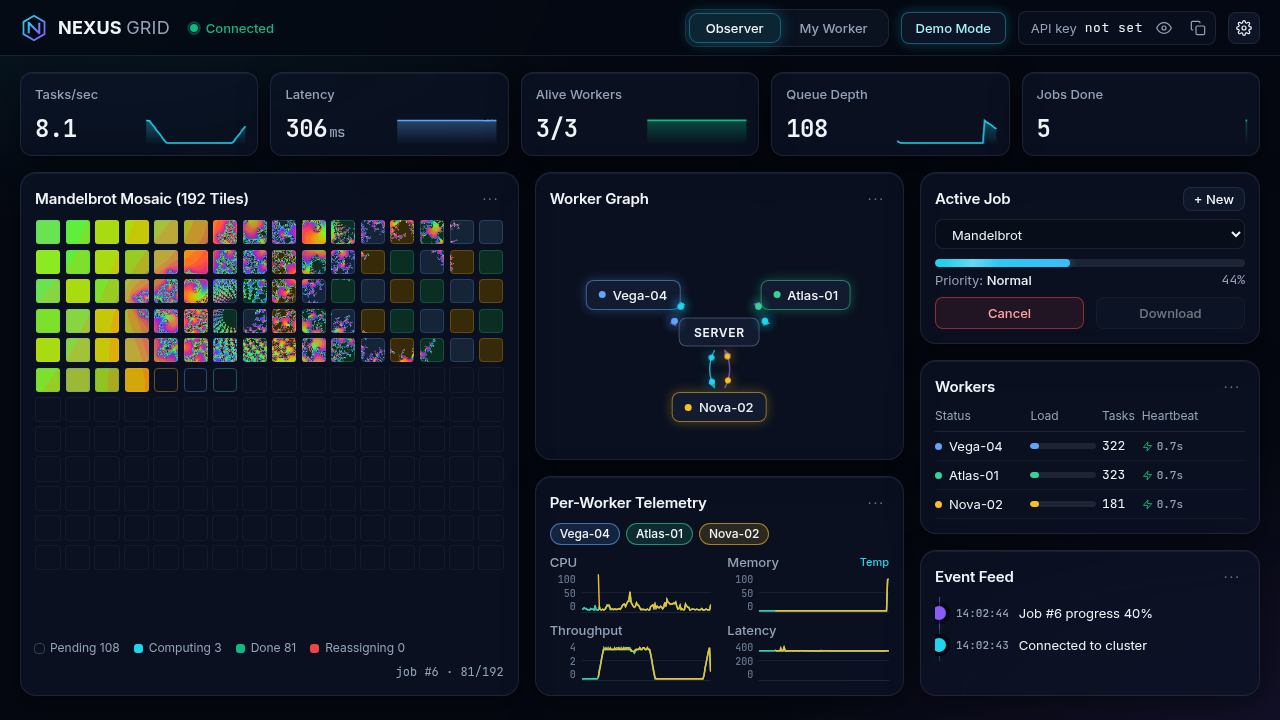 NEXUS GRID
Connected
Observer
My Worker
Demo Mode
API key not set
Tasks/sec
8.1
Latency
306ms
Alive Workers
3/3
Queue Depth
108
Jobs Done
5
Mandelbrot Mosaic (192 Tiles)
...
Pending 108
Computing 3
Done 81
Reassigning 0
job #6 · 81/192
Worker Graph
...
Vega-04
Atlas-01
SERVER
Nova-02
Per-Worker Telemetry
...
Vega-04
Atlas-01
Nova-02
CPU
100
50
0
Memory
Temp
100
50
0
Throughput
4
2
0
Latency
400
200
0
Active Job
+ New
Mandelbrot
Priority: Normal
44%
Cancel
Download
Workers
...
Status Load Tasks Heartbeat
Vega-04 322 0.7s
Atlas-01 323 0.7s
Nova-02 181 0.7s
Event Feed
...
14:02:44 Job #6 progress 40%
14:02:43 Connected to cluster